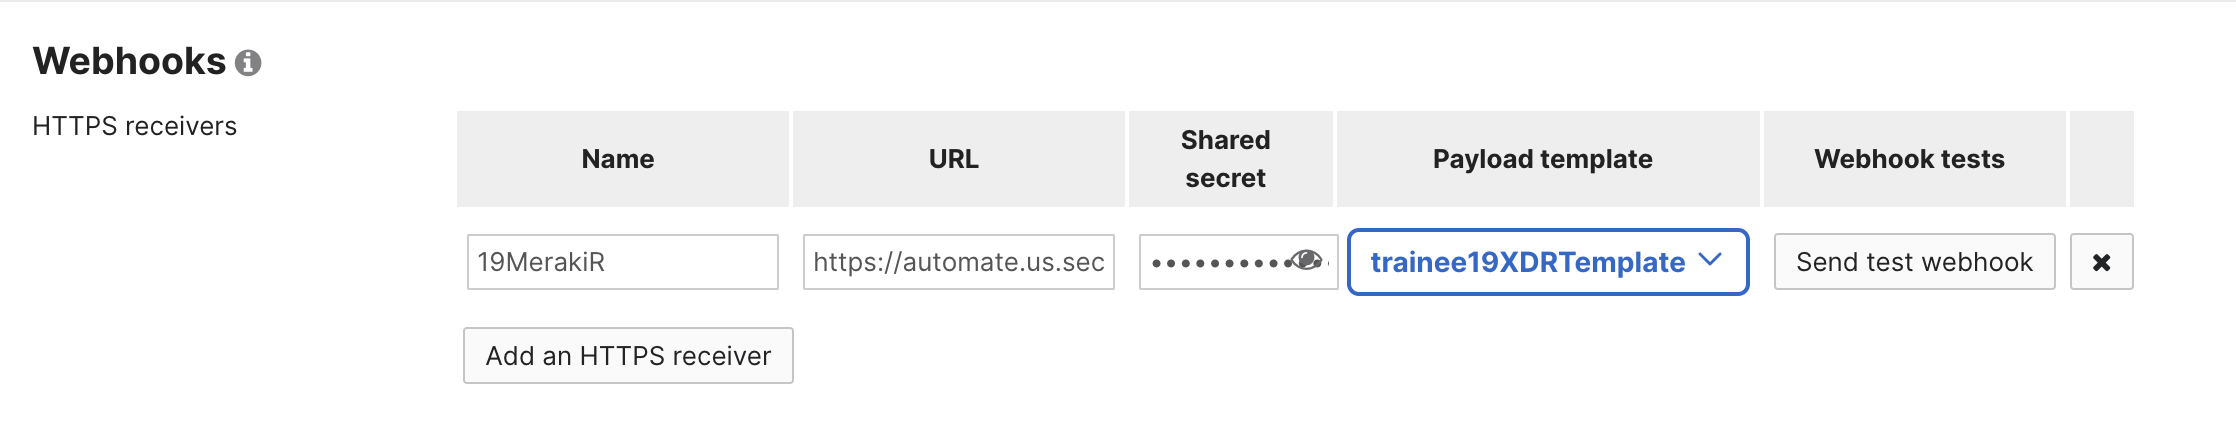 Webhooks
HTTPS receivers
Name
URL
Shared
secret
Payload template
Webhook tests
19MerakiR
https://automate.us.sec
trainee19XDRTemplate
Send test webhook
Add an HTTPS receiver